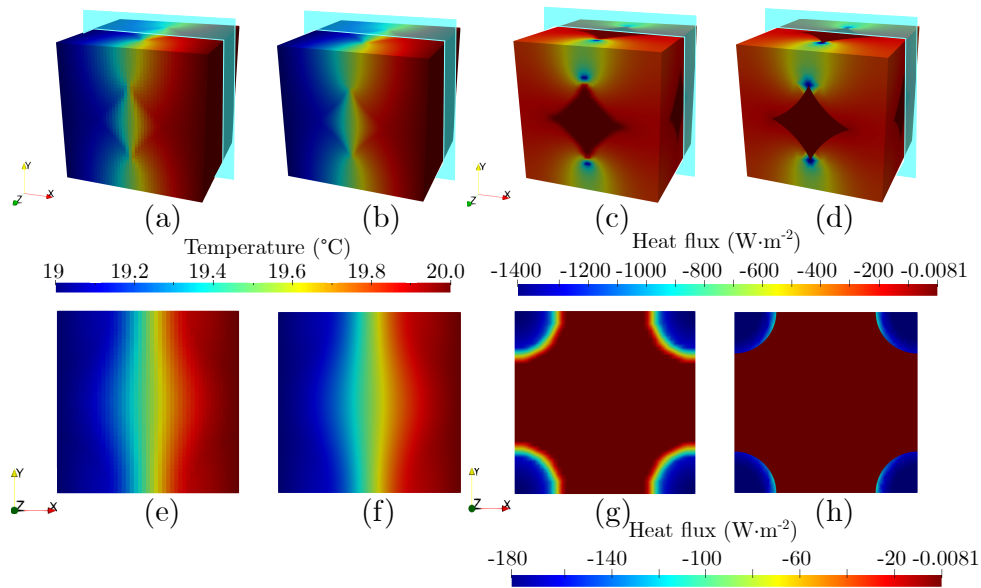 Y
Z
X
Y
Z
X
(a) (b) (c) (d)
Temperature (°C)
19 19.2 19.4 19.6 19.8 20.0
Heat flux (W·m-2)
-1400 -1200 -1000 -800 -600 -400 -200 -0.0081
Y
Z
X
Y
Z
X
(e) (f) (g) (h)
Heat flux (W·m-2)
-180 -140 -100 -60 -20 -0.0081